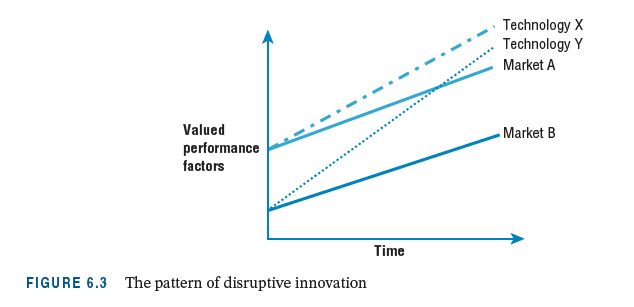 Technology X
Technology Y
Market A
Valued
performance
factors
Market B
Time
FIGURE 6.3 The pattern of disruptive innovation